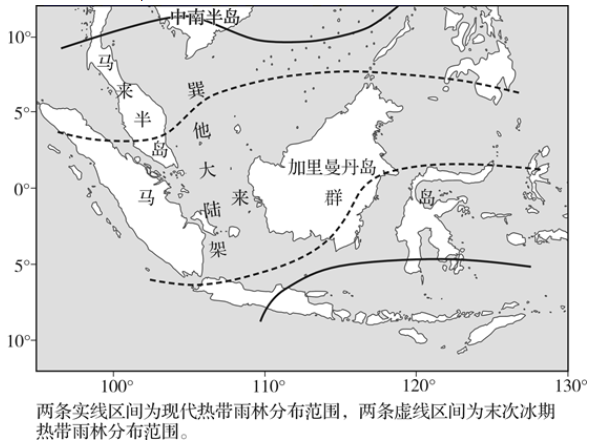 10°
中南半岛
马来半岛
巽他大陆架
5°
加里曼丹岛
0°
马来群岛
5°
10°
100°
110°
120°
130°
两条实线区间为现代热带雨林分布范围，两条虚线区间为末次冰期
热带雨林分布范围。